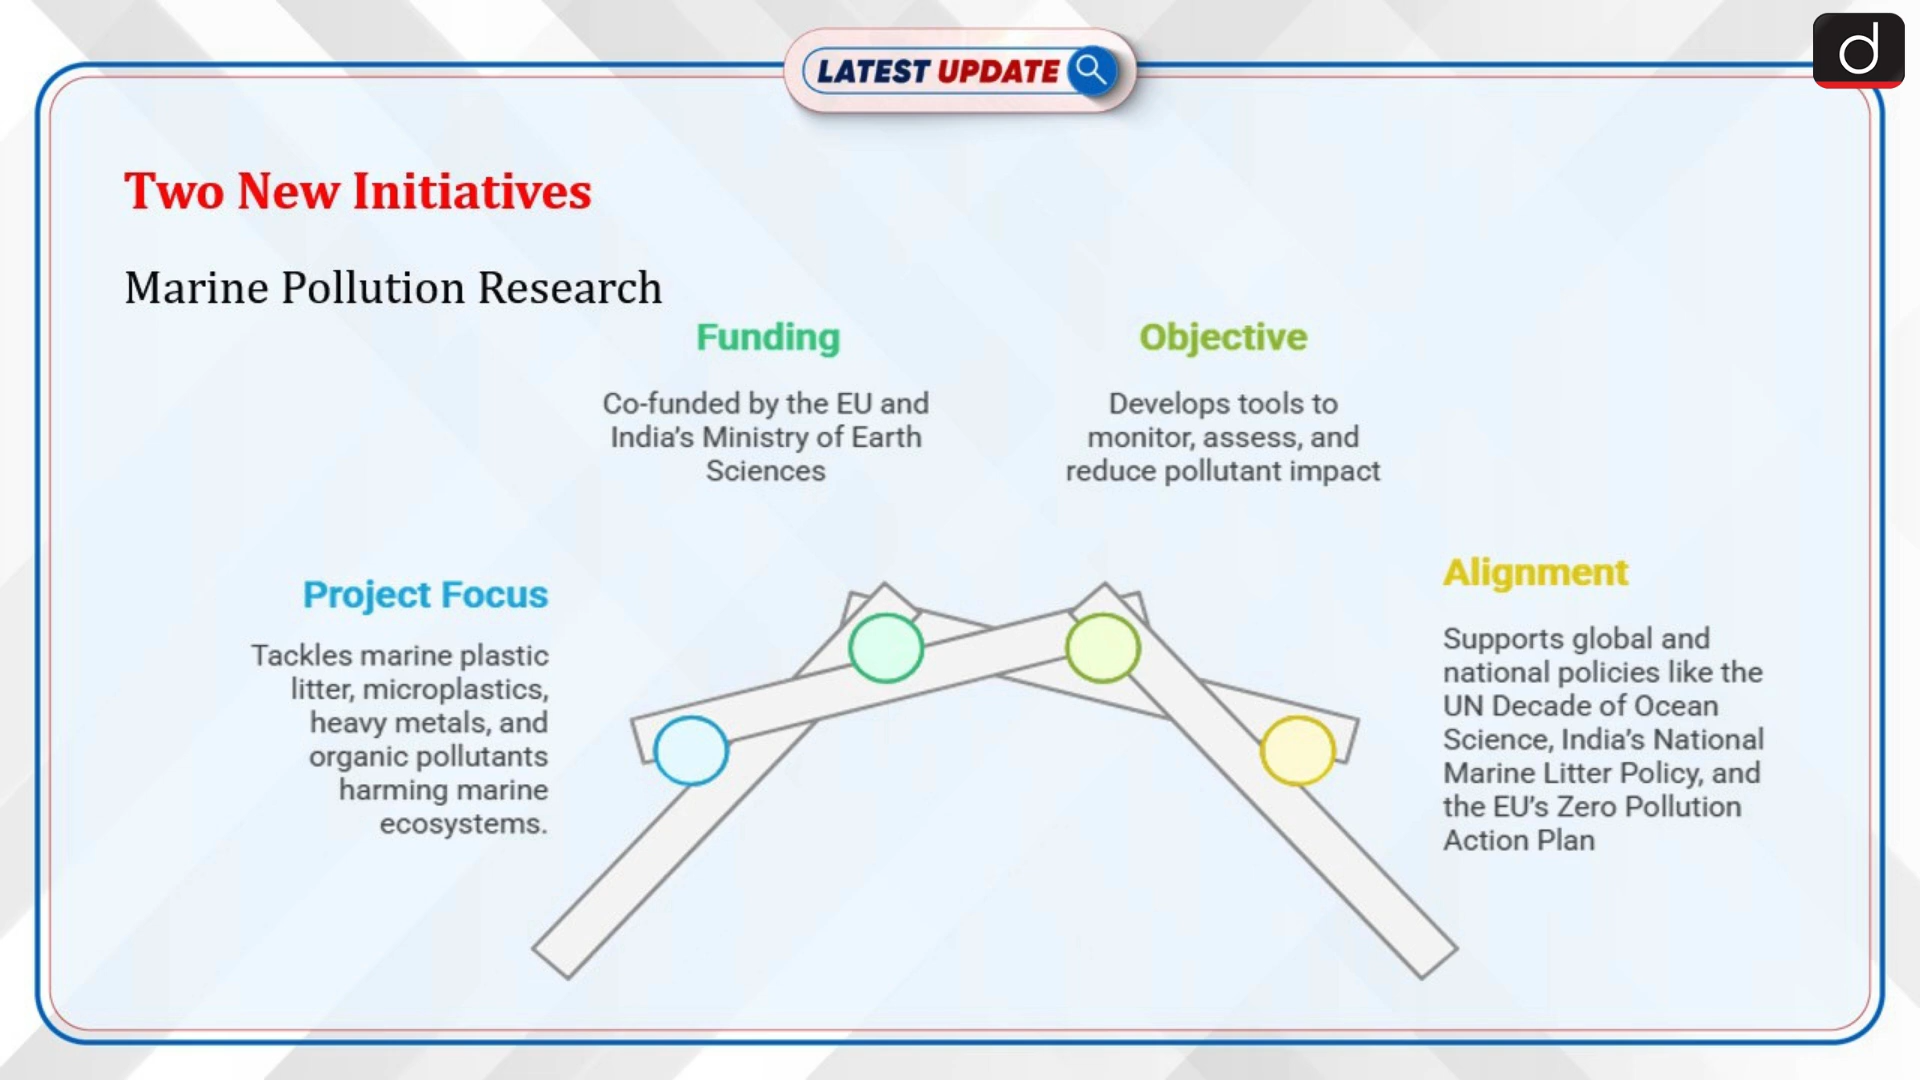 LATEST UPDATE
d
Two New Initiatives
Marine Pollution Research
Funding
Co-funded by the EU and
India’s Ministry of Earth
Sciences
Objective
Develops tools to
monitor, assess, and
reduce pollutant impact
Project Focus
Tackles marine plastic
litter, microplastics,
heavy metals, and
organic pollutants
harming marine
ecosystems.
Alignment
Supports global and
national policies like the
UN Decade of Ocean
Science, India’s National
Marine Litter Policy, and
the EU’s Zero Pollution
Action Plan